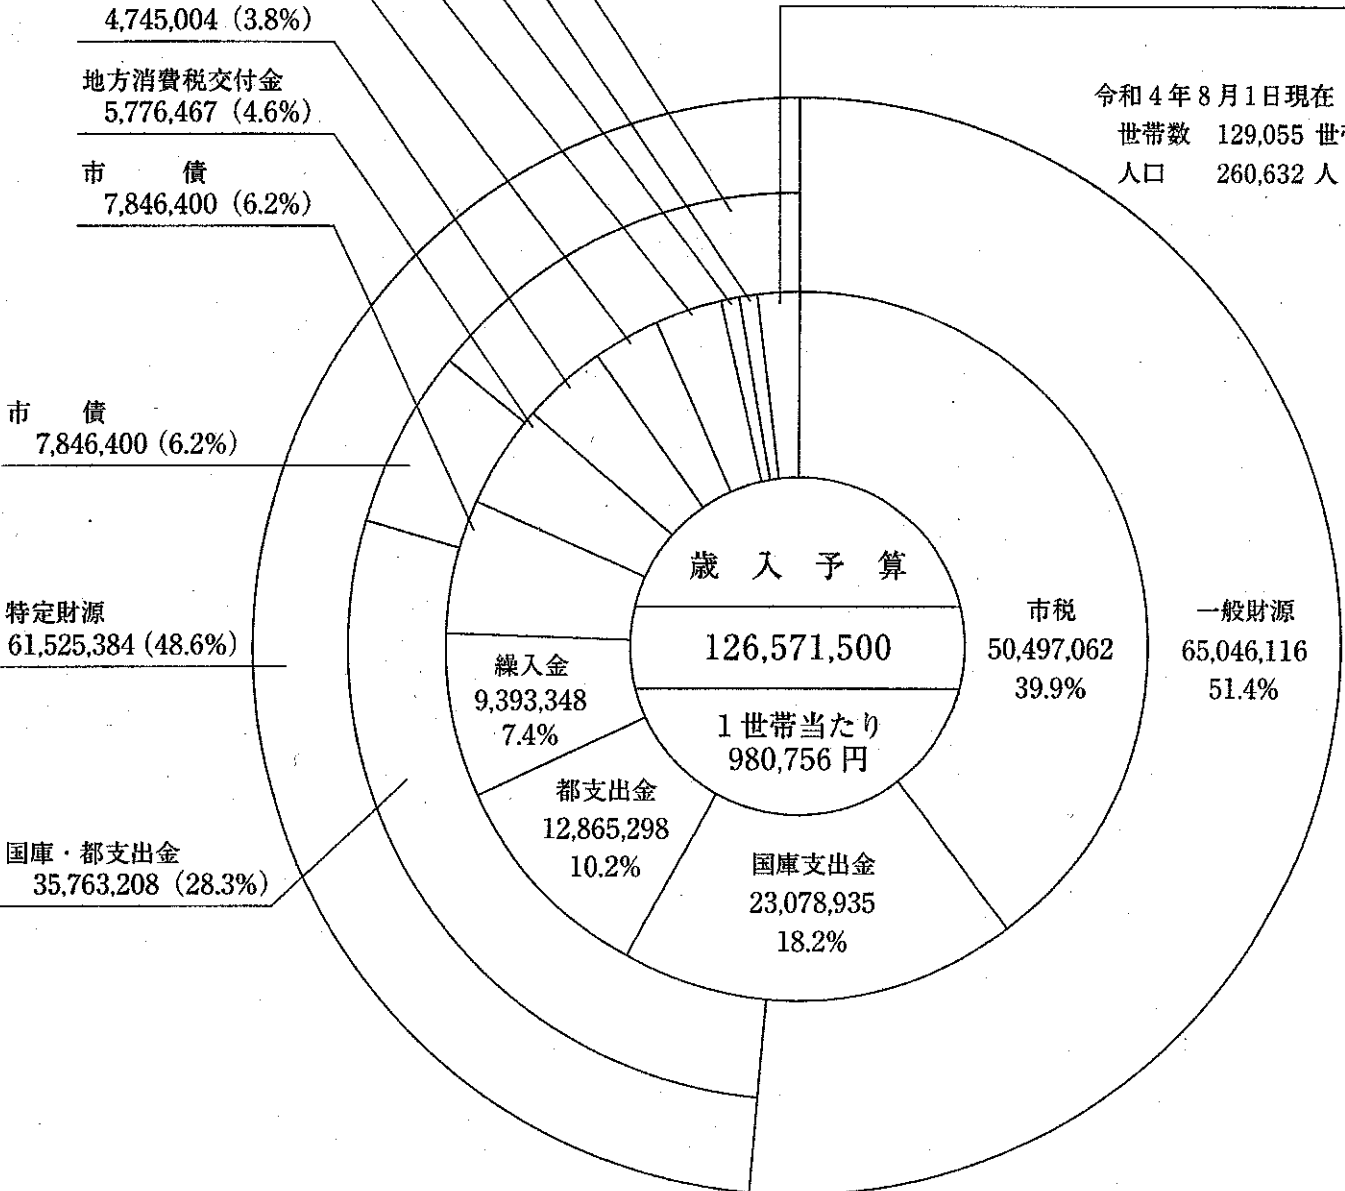 4,745,004（3.8%）
地方消費税交付金
5,776,467（4.6%）
市　　債
7,846,400（6.2%）
令和4年8月1日現在
世帯数　129,055 世
人口　260,632 人
市　　債
7,846,400（6.2%）
特定財源
61,525,384（48.6%）
国庫・都支出金
35,763,208（28.3%）
歳　入　予　算
126,571,500
1世帯当たり
980,756 円
市税
50,497,062
39.9%
一般財源
65,046,116
51.4%
繰入金
9,393,348
7.4%
都支出金
12,865,298
10.2%
国庫支出金
23,078,935
18.2%